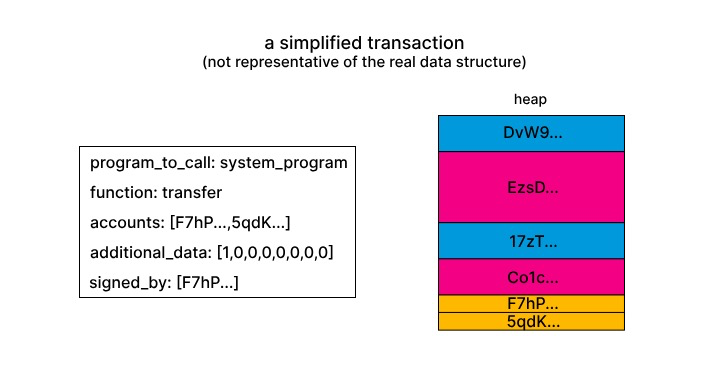 a simplified transaction
(not representative of the real data structure)
heap
program_to_call: system_program
function: transfer
accounts: [F7hP...,5qdK...]
additional_data: [1,0,0,0,0,0,0,0]
signed_by: [F7hP...]
DvW9...
EzsD...
17zT...
Co1c...
F7hP...
5qdK...